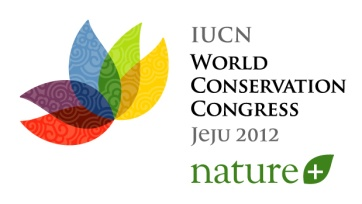 IUCN
WORLD
CONSERVATION
CONGRESS
JEJU 2012
nature+